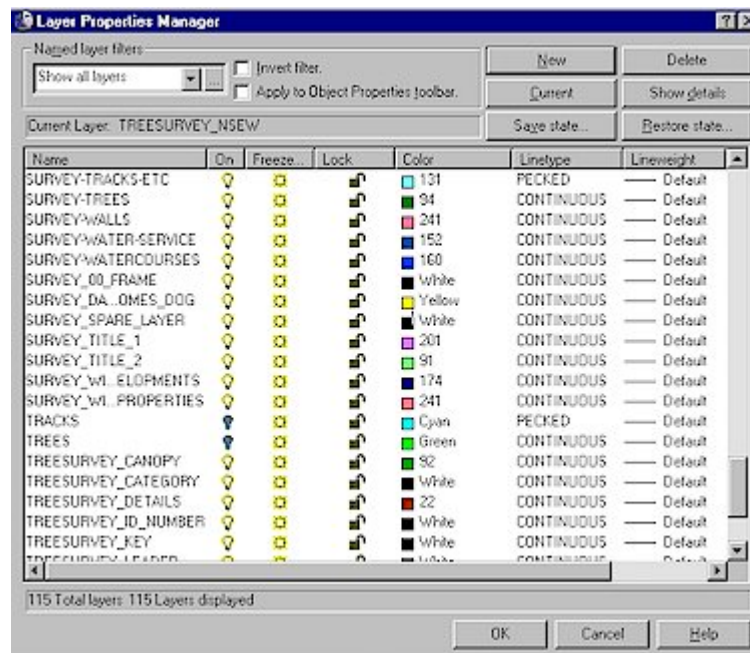 Layer Properties Manager
Named layer filters
Show all layers
...
Invert filter.
Apply to Object Properties toolbar.
New
Delete
Current
Show details
Current Layer: TREESURVEY_NSEW
Save state...
Restore state...
Name On Freeze... Lock Color Linetype Lineweight
SURVEY-TRACKS-ETC 131 PECKED Default
SURVEY-TREES 94 CONTINUOUS Default
SURVEY-WALLS 241 CONTINUOUS Default
SURVEY-WATER-SERVICE 152 CONTINUOUS Default
SURVEY-WATERCOURSES 160 CONTINUOUS Default
SURVEY_00_FRAME White CONTINUOUS Default
SURVEY_DA...OMES_DOG Yellow CONTINUOUS Default
SURVEY_SPARE_LAYER White CONTINUOUS Default
SURVEY_TITLE_1 201 CONTINUOUS Default
SURVEY_TITLE_2 91 CONTINUOUS Default
SURVEY_WI...ELOPMENTS 174 CONTINUOUS Default
SURVEY_WI...PROPERTIES 241 CONTINUOUS Default
TRACKS Cyan PECKED Default
TREES Green CONTINUOUS Default
TREESURVEY_CANOPY 92 CONTINUOUS Default
TREESURVEY_CATEGORY White CONTINUOUS Default
TREESURVEY_DETAILS 22 CONTINUOUS Default
TREESURVEY_ID_NUMBER White CONTINUOUS Default
TREESURVEY_KEY White CONTINUOUS Default
TREESURVEY_LEADER White CONTINUOUS Default
115 Total layers 115 Layers displayed
OK
Cancel
Help